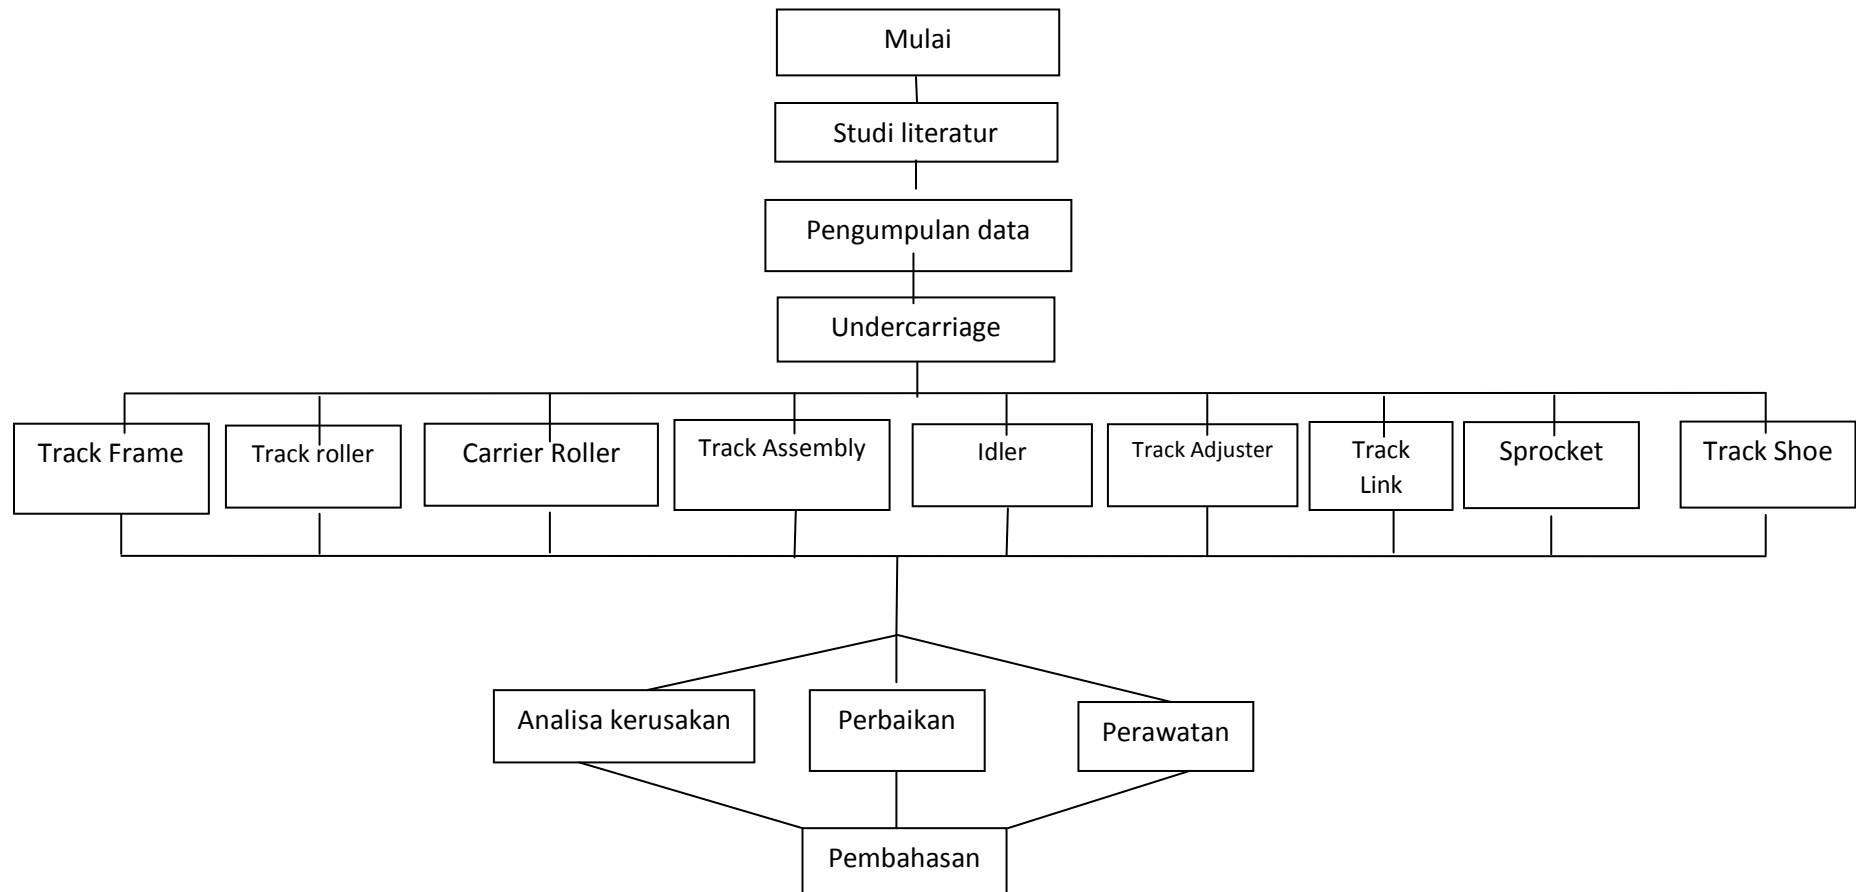 Mulai
Studi literatur
Pengumpulan data
Undercarriage
Track Frame
Track roller
Carrier Roller
Track Assembly
Idler
Track Adjuster
Track
Link
Sprocket
Track Shoe
Analisa kerusakan
Perbaikan
Perawatan
Pembahasan